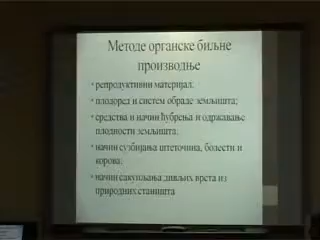 Методе органске биљне
производње
• репродуктивни материјал;
• плодоред и систем обраде земљишта;
• средства и начин ђубрења и одржавање
плодности земљишта;
• начин сузбијања штеточина, болести и
корова;
• начин сакупљања дивљих врста из
природних станишта